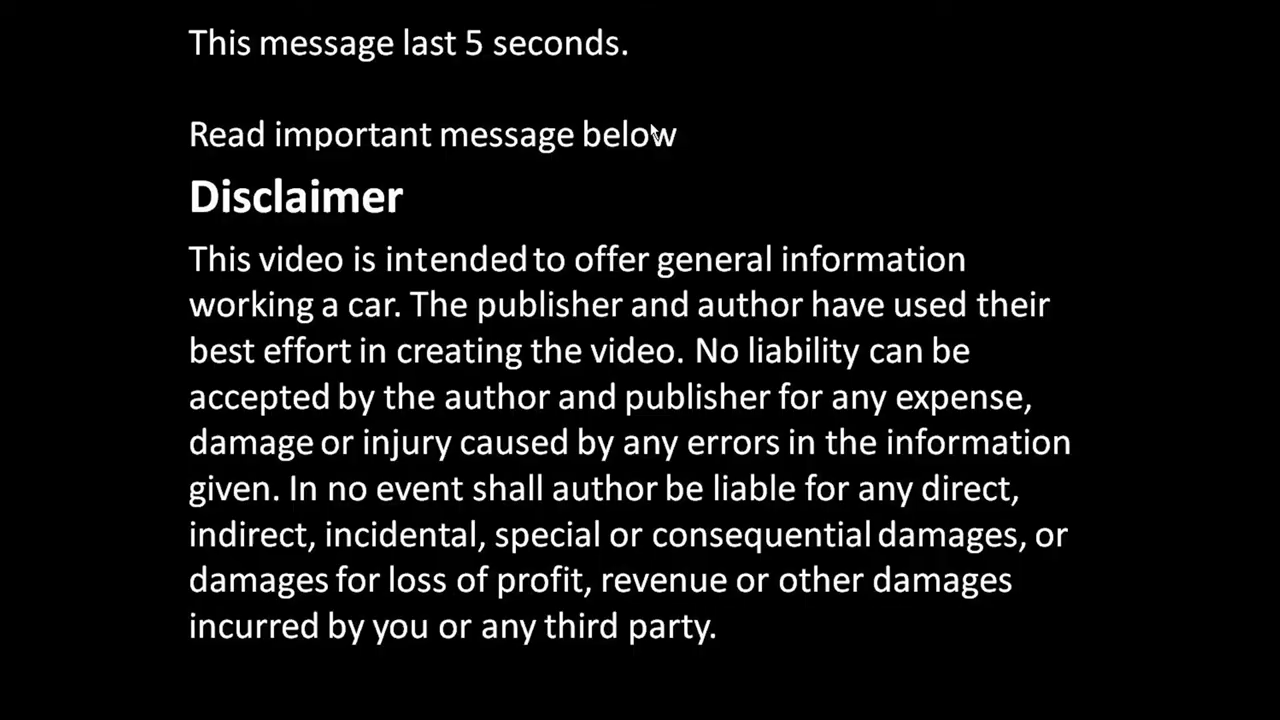 This message last 5 seconds.
Read important message below
Disclaimer
This video is intended to offer general information
working a car. The publisher and author have used their
best effort in creating the video. No liability can be
accepted by the author and publisher for any expense,
damage or injury caused by any errors in the information
given. In no event shall author be liable for any direct,
indirect, incidental, special or consequential damages, or
damages for loss of profit, revenue or other damages
incurred by you or any third party.